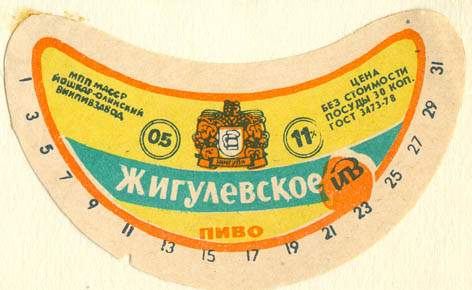 МПП МАССР
ЙОШКАР-ОЛИНСКИЙ
ВИНПИВЗАВОД
05
11%
ЦЕНА
БЕЗ СТОИМОСТИ
ПОСУДЫ 30 КОП.
ГОСТ 3473-78
ЖИГУЛЕВСКОЕ
ЙВ
ПИВО
1 3 5 7 9 11 13 15 17 19 21 23 25 27 29 31